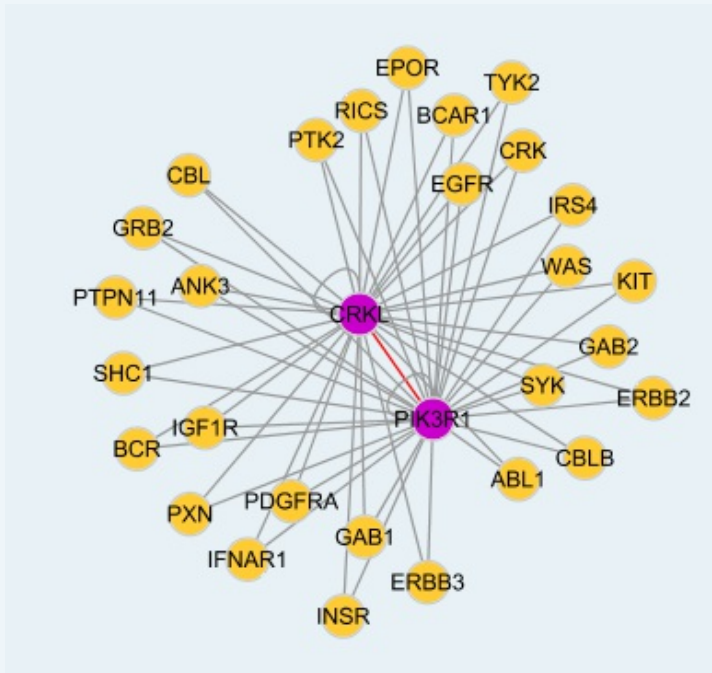 EPOR
TYK2
RICS
BCAR1
PTK2
CRK
CBL
EGFR
IRS4
GRB2
WAS
ANK3
KIT
PTPN11
CRKL
GAB2
SHC1
SYK
ERBB2
PIK3R1
IGF1R
BCR
CBLB
ABL1
PDGFRA
PXN
GAB1
IFNAR1
ERBB3
INSR